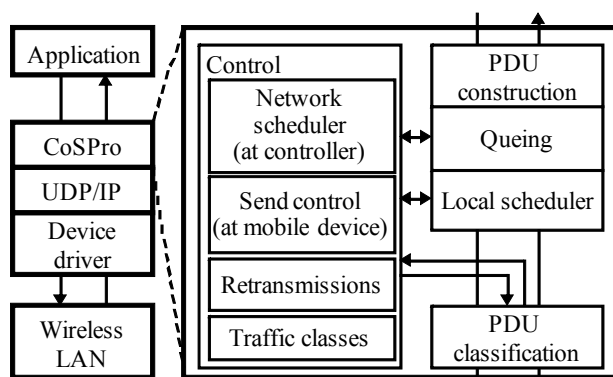 Application
CoSPro
UDP/IP
Device
driver
Wireless
LAN
Control
Network
scheduler
(at controller)
Send control
(at mobile device)
Retransmissions
Traffic classes
PDU
construction
Queing
Local scheduler
PDU
classification